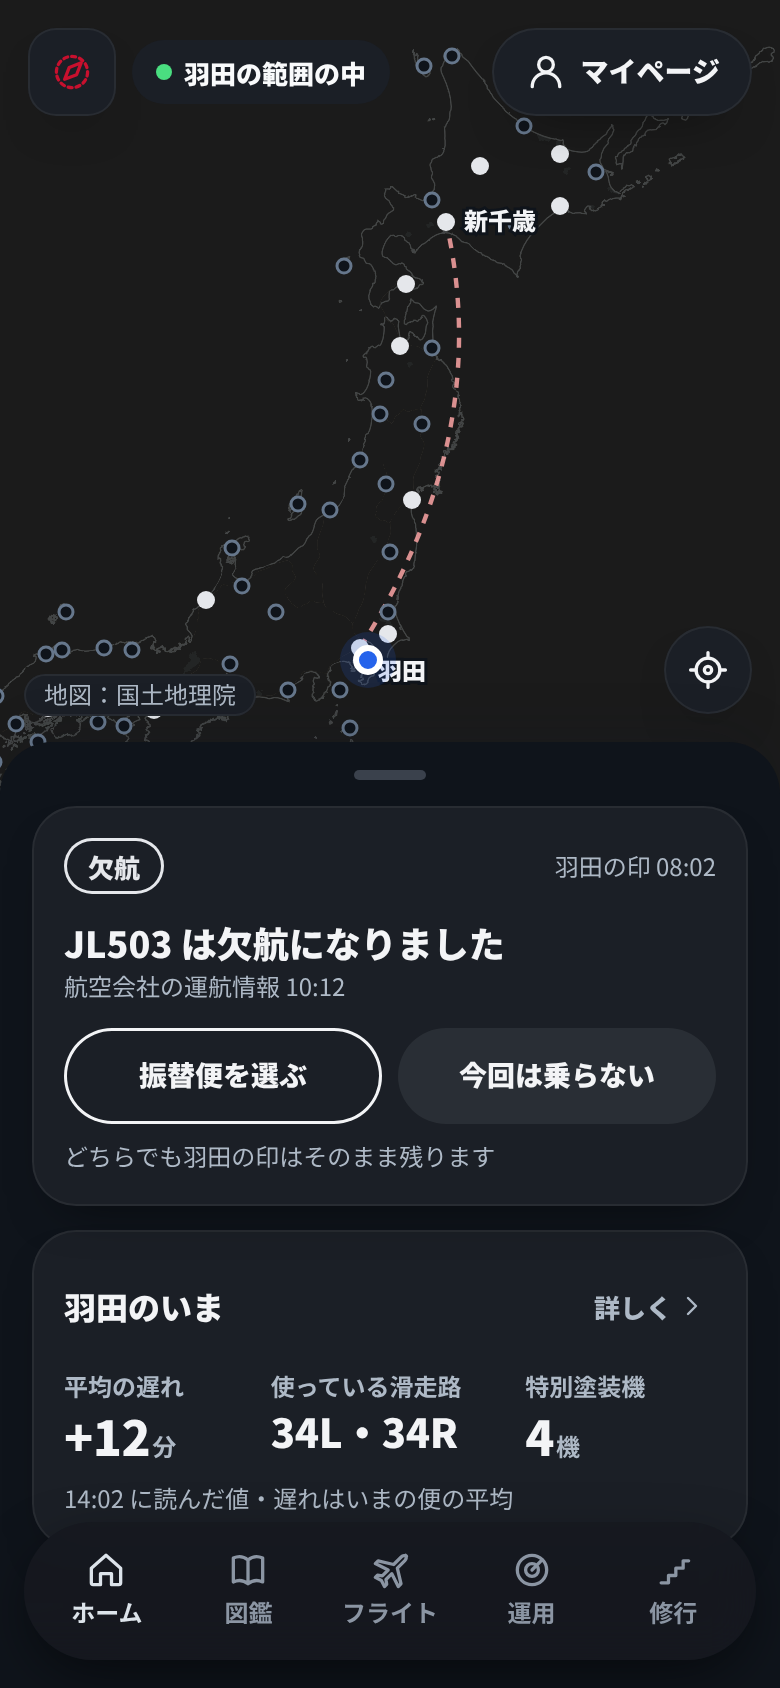 羽田の範囲の中
マイページ
新千歳
羽田
地図：国土地理院
欠航
羽田の印 08:02
JL503 は欠航になりました
航空会社の運航情報 10:12
振替便を選ぶ
今回は乗らない
どちらでも羽田の印はそのまま残ります
羽田のいま
詳しく
平均の遅れ
使っている滑走路
特別塗装機
+12分
34L・34R
4機
14:02 に読んだ値・遅れはいまの便の平均
ホーム
図鑑
フライト
運用
修行